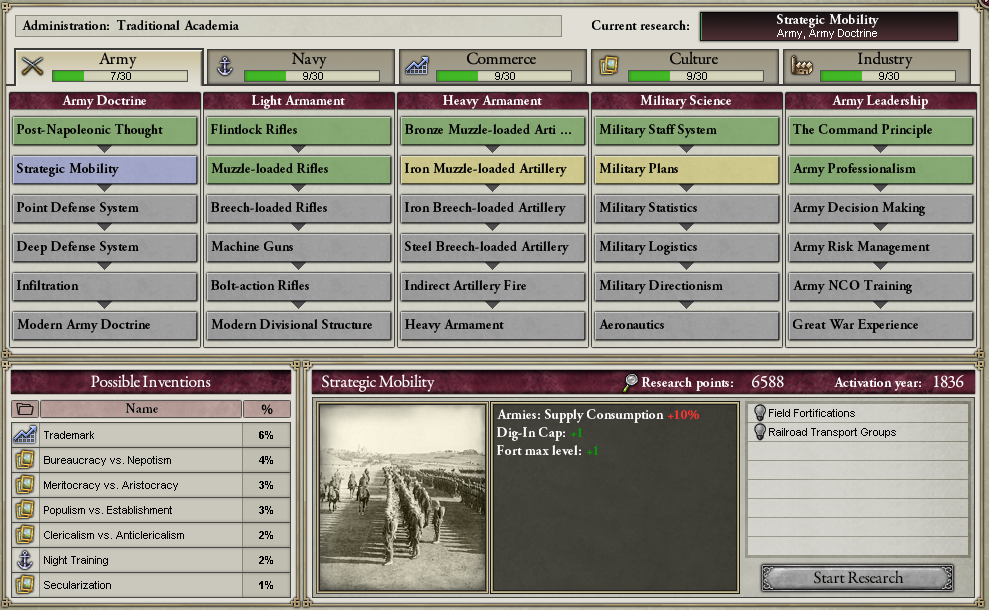 Administration: Traditional Academia
Current research:
Strategic Mobility
Army, Army Doctrine
Army
7/30
Navy
9/30
Commerce
9/30
Culture
9/30
Industry
9/30
Army Doctrine
Light Armament
Heavy Armament
Military Science
Army Leadership
Post-Napoleonic Thought
Flintlock Rifles
Bronze Muzzle-loaded Arti ...
Military Staff System
The Command Principle
Strategic Mobility
Muzzle-loaded Rifles
Iron Muzzle-loaded Artillery
Military Plans
Army Professionalism
Point Defense System
Breech-loaded Rifles
Iron Breech-loaded Artillery
Military Statistics
Army Decision Making
Deep Defense System
Machine Guns
Steel Breech-loaded Artillery
Military Logistics
Army Risk Management
Infiltration
Bolt-action Rifles
Indirect Artillery Fire
Military Directionism
Army NCO Training
Modern Army Doctrine
Modern Divisional Structure
Heavy Armament
Aeronautics
Great War Experience
Possible Inventions
Name
%
Trademark
6%
Bureaucracy vs. Nepotism
4%
Meritocracy vs. Aristocracy
3%
Populism vs. Establishment
3%
Clericalism vs. Anticlericalism
2%
Night Training
2%
Secularization
1%
Strategic Mobility
Research points: 6588
Activation year: 1836
Armies: Supply Consumption +10%
Dig-In Cap: +1
Fort max level: +1
Field Fortifications
Railroad Transport Groups
Start Research